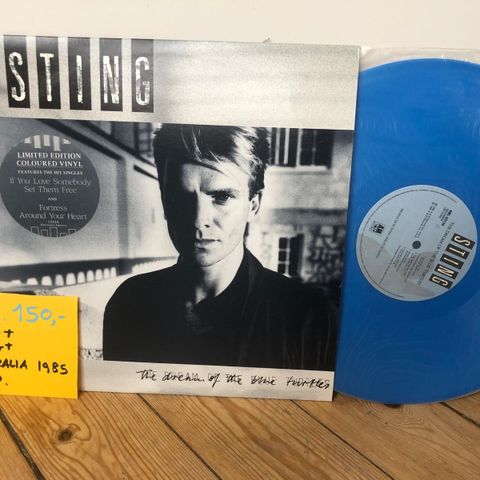 STING
LIMITED EDITION
COLOURED VINYL
FEATURES THE HIT SINGLES
If You Love Somebody
Set Them Free
AND
Fortress
Around Your Heart
the dream of the blue turtles
150,-
+
+
ALIA 1985
STING